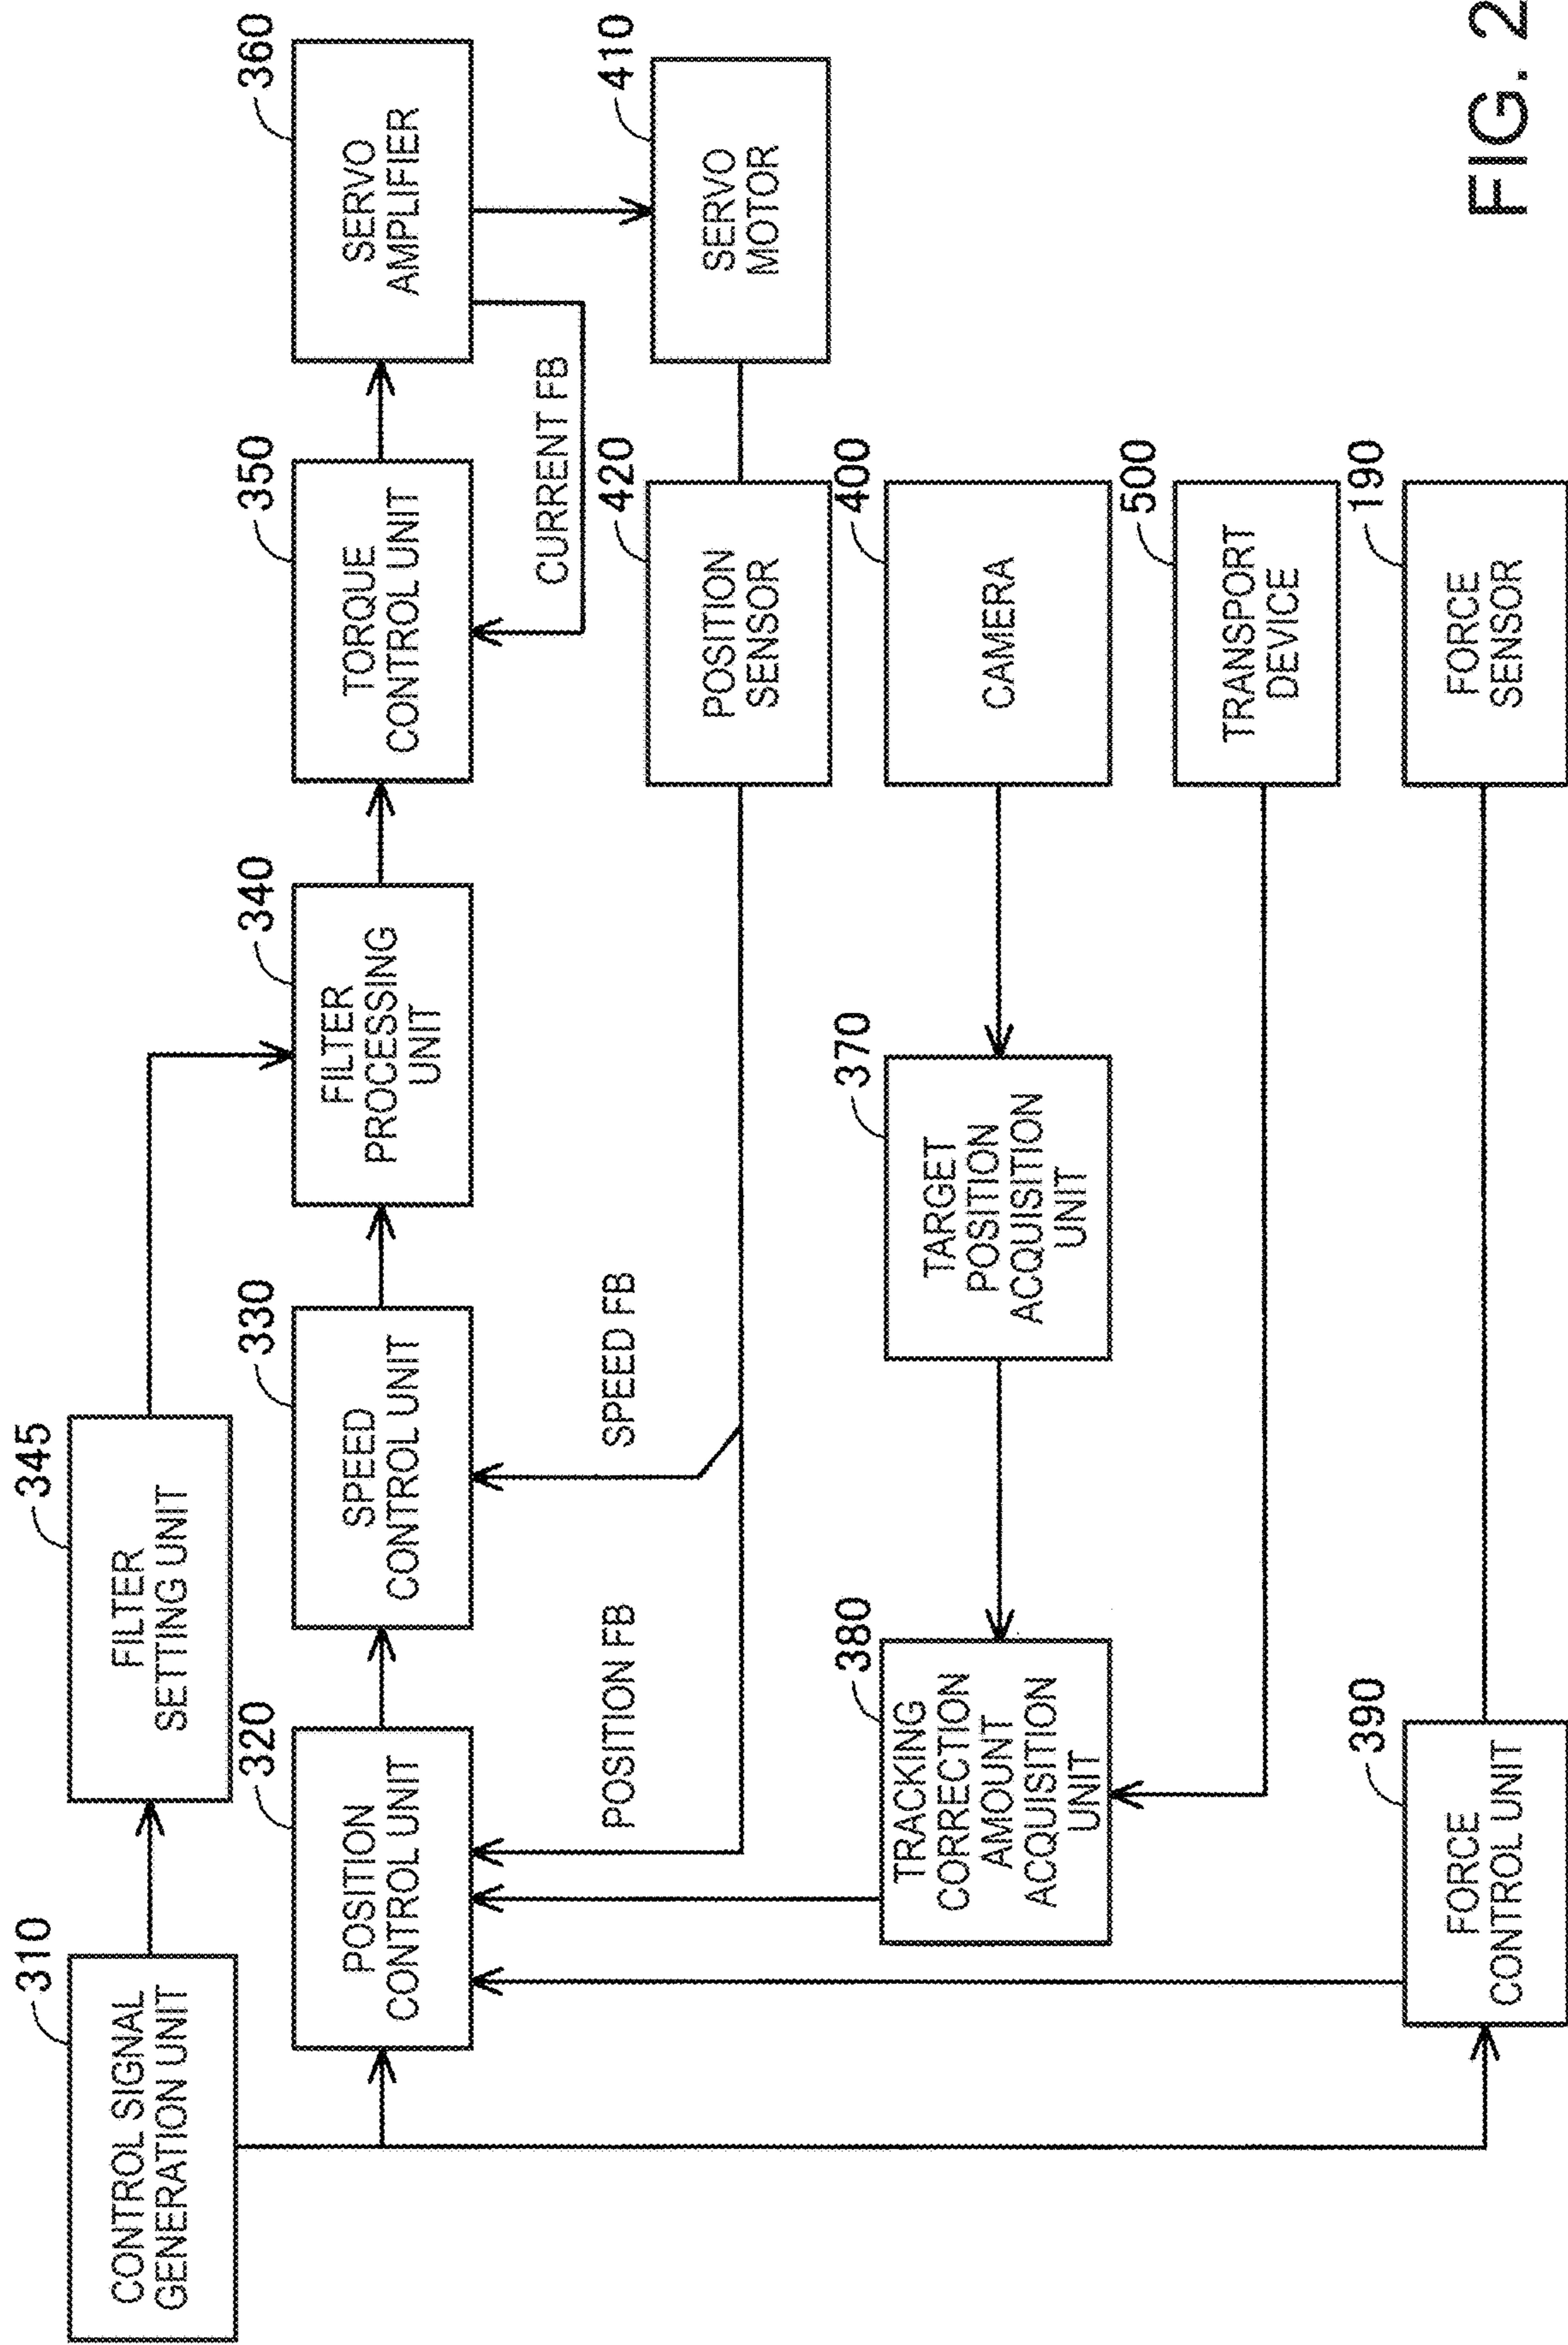 310
CONTROL SIGNAL
GENERATION UNIT
345
FILTER
SETTING UNIT
320
POSITION
CONTROL UNIT
330
SPEED
CONTROL UNIT
340
FILTER
PROCESSING
UNIT
350
TORQUE
CONTROL UNIT
360
SERVO
AMPLIFIER
CURRENT FB
POSITION FB
SPEED FB
420
POSITION
SENSOR
410
SERVO
MOTOR
380
TRACKING
CORRECTION
AMOUNT
ACQUISITION
UNIT
370
TARGET
POSITION
ACQUISITION
UNIT
400
CAMERA
500
TRANSPORT
DEVICE
390
FORCE
CONTROL UNIT
190
FORCE
SENSOR
FIG. 2